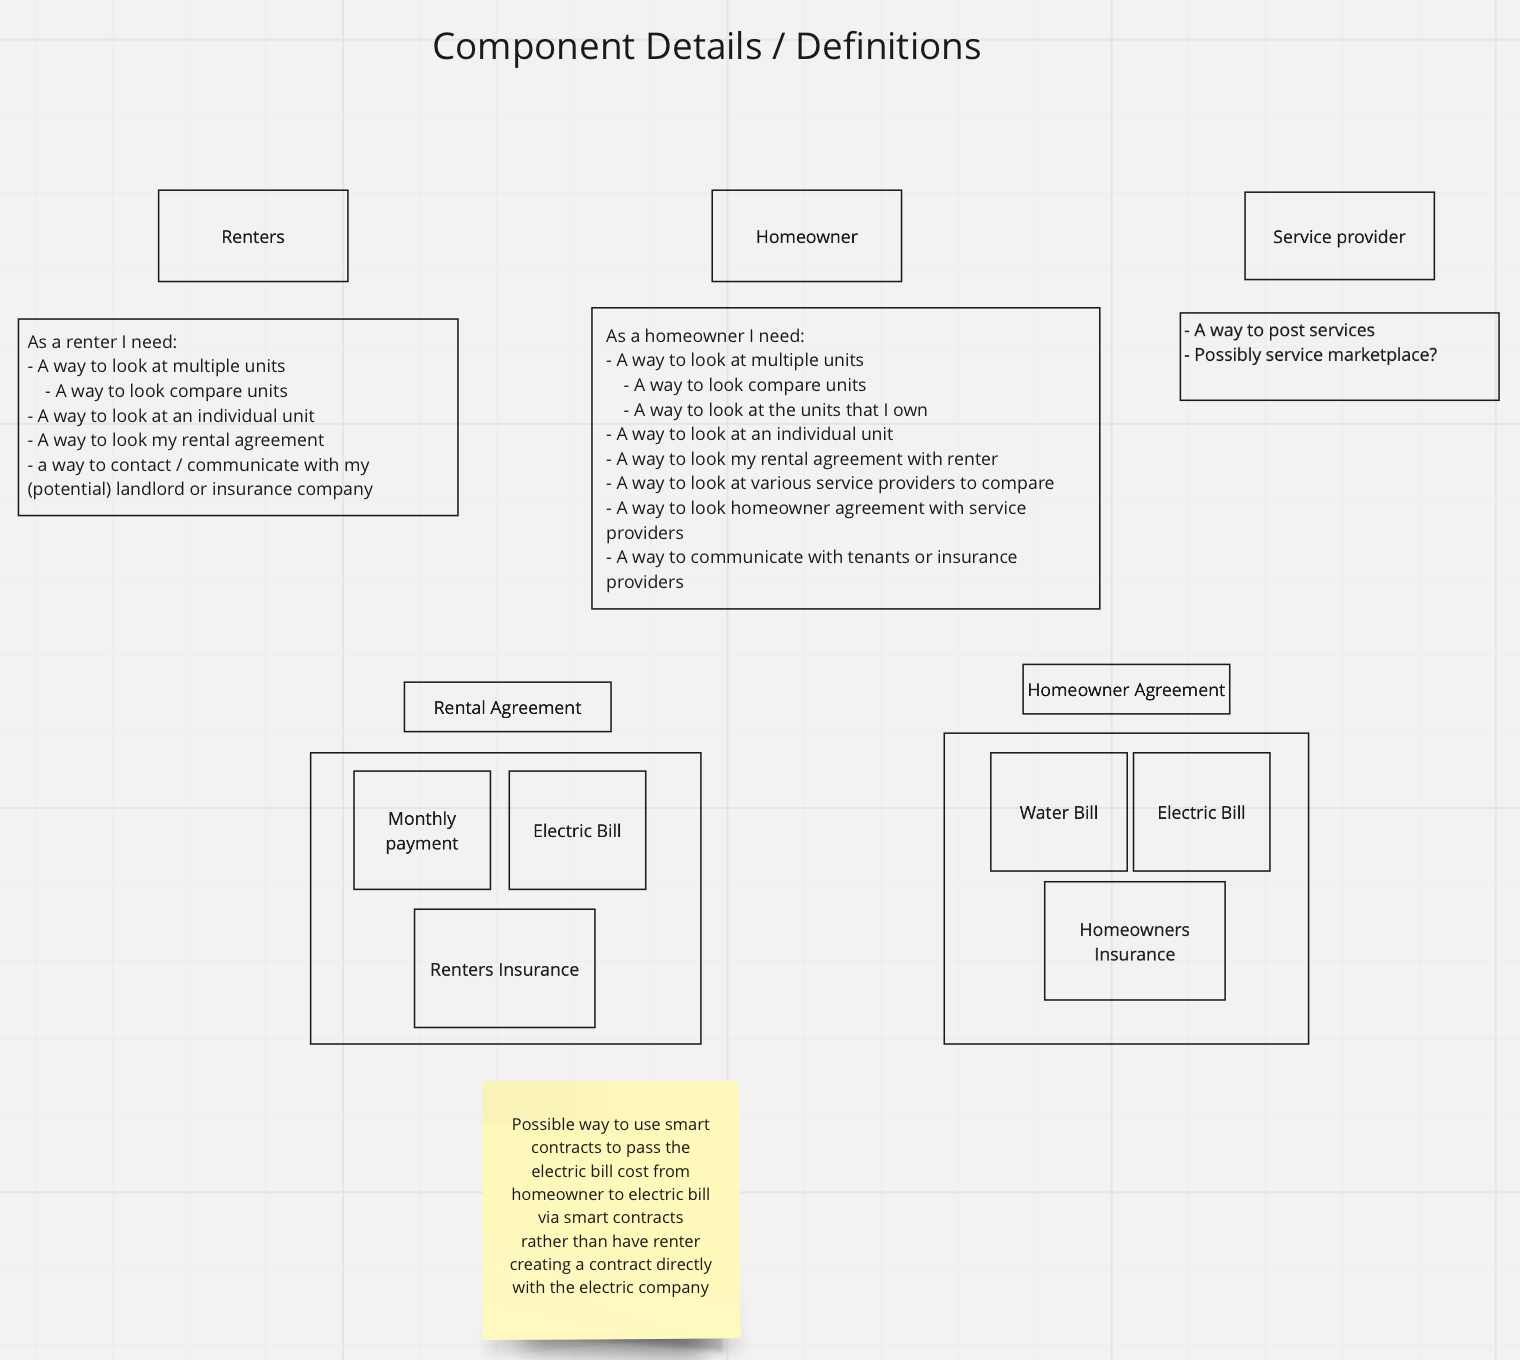 Component Details / Definitions
Renters
Homeowner
Service provider
As a renter I need:
- A way to look at multiple units
- A way to look compare units
- A way to look at an individual unit
- A way to look my rental agreement
- a way to contact / communicate with my
(potential) landlord or insurance company
As a homeowner I need:
- A way to look at multiple units
- A way to look compare units
- A way to look at the units that I own
- A way to look at an individual unit
- A way to look my rental agreement with renter
- A way to look at various service providers to compare
- A way to look homeowner agreement with service
providers
- A way to communicate with tenants or insurance
providers
- A way to post services
- Possibly service marketplace?
Rental Agreement
Monthly
payment
Electric Bill
Renters Insurance
Homeowner Agreement
Water Bill
Electric Bill
Homeowners
Insurance
Possible way to use smart
contracts to pass the
electric bill cost from
homeowner to electric bill
via smart contracts
rather than have renter
creating a contract directly
with the electric company